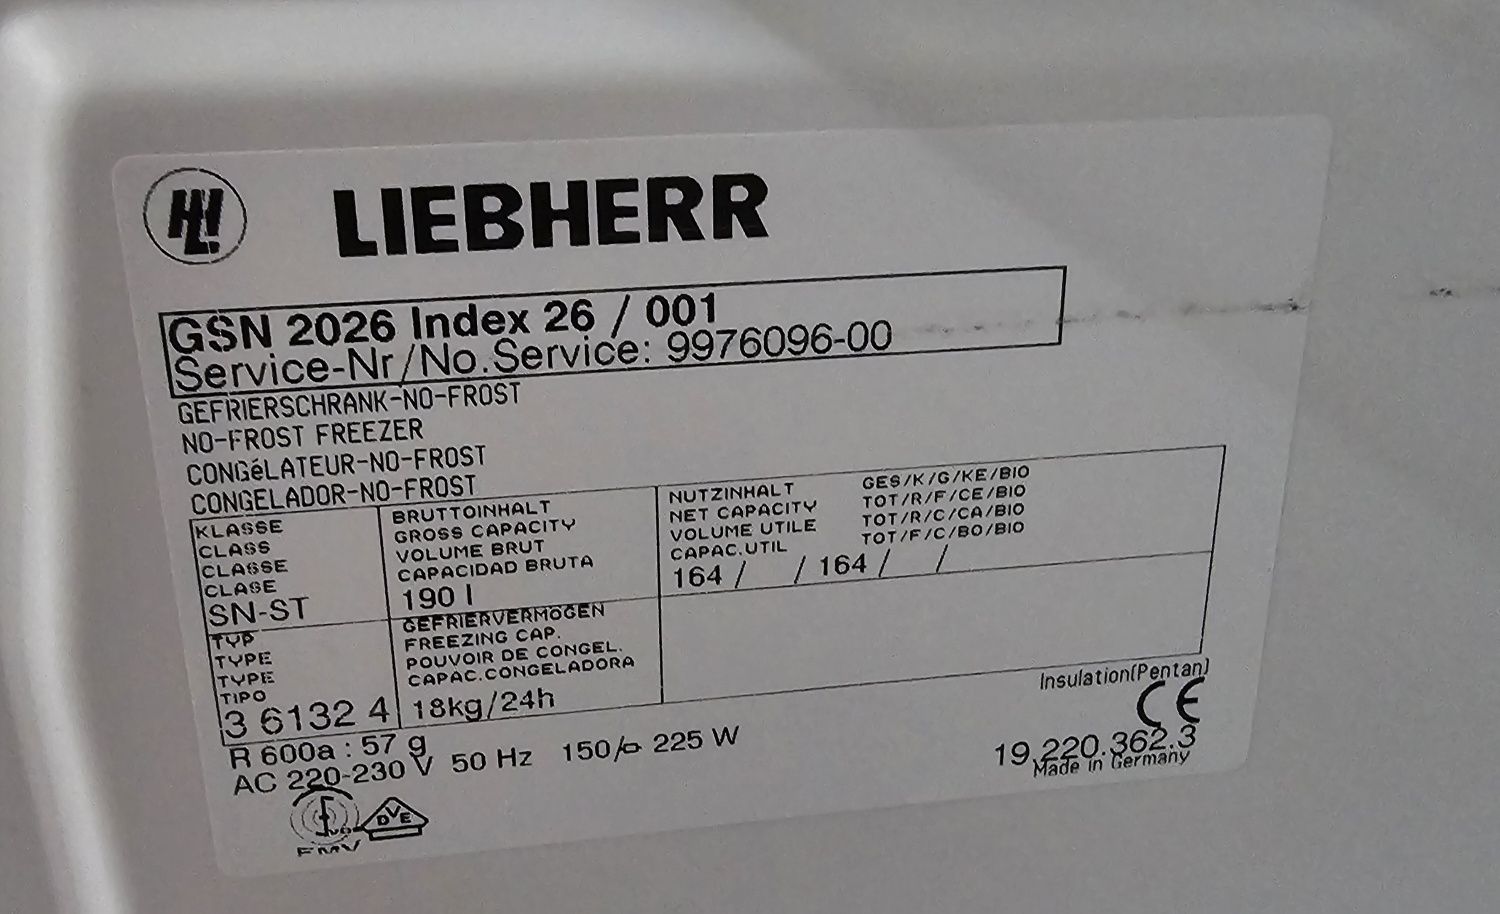 HL!
LIEBHERR
GSN 2026 Index 26 / 001
Service-Nr/No.Service: 9976096-00
GEFRIERSCHRANK-NO-FROST
NO-FROST FREEZER
CONGéLATEUR-NO-FROST
CONGELADOR-NO-FROST
KLASSE
CLASS
CLASSE
CLASE
SN-ST
BRUTTOINHALT
GROSS CAPACITY
VOLUME BRUT
CAPACIDAD BRUTA
190 l
NUTZINHALT GES/K/G/KE/BIO
NET CAPACITY TOT/R/F/CE/BIO
VOLUME UTILE TOT/R/C/CA/BIO
CAPAC.UTIL TOT/F/C/BO/BIO
164 / / 164 / /
TYP
TYPE
TYPE
TIPO
3 6132 4
GEFRIERVERMOGEN
FREEZING CAP.
POUVOIR DE CONGEL.
CAPAC.CONGELADORA
18kg/24h
Insulation(Pentan)
CE
R 600a : 57 g
AC 220-230 V 50 Hz 150/ 225 W
19.220.362.3
Made in Germany
DVE